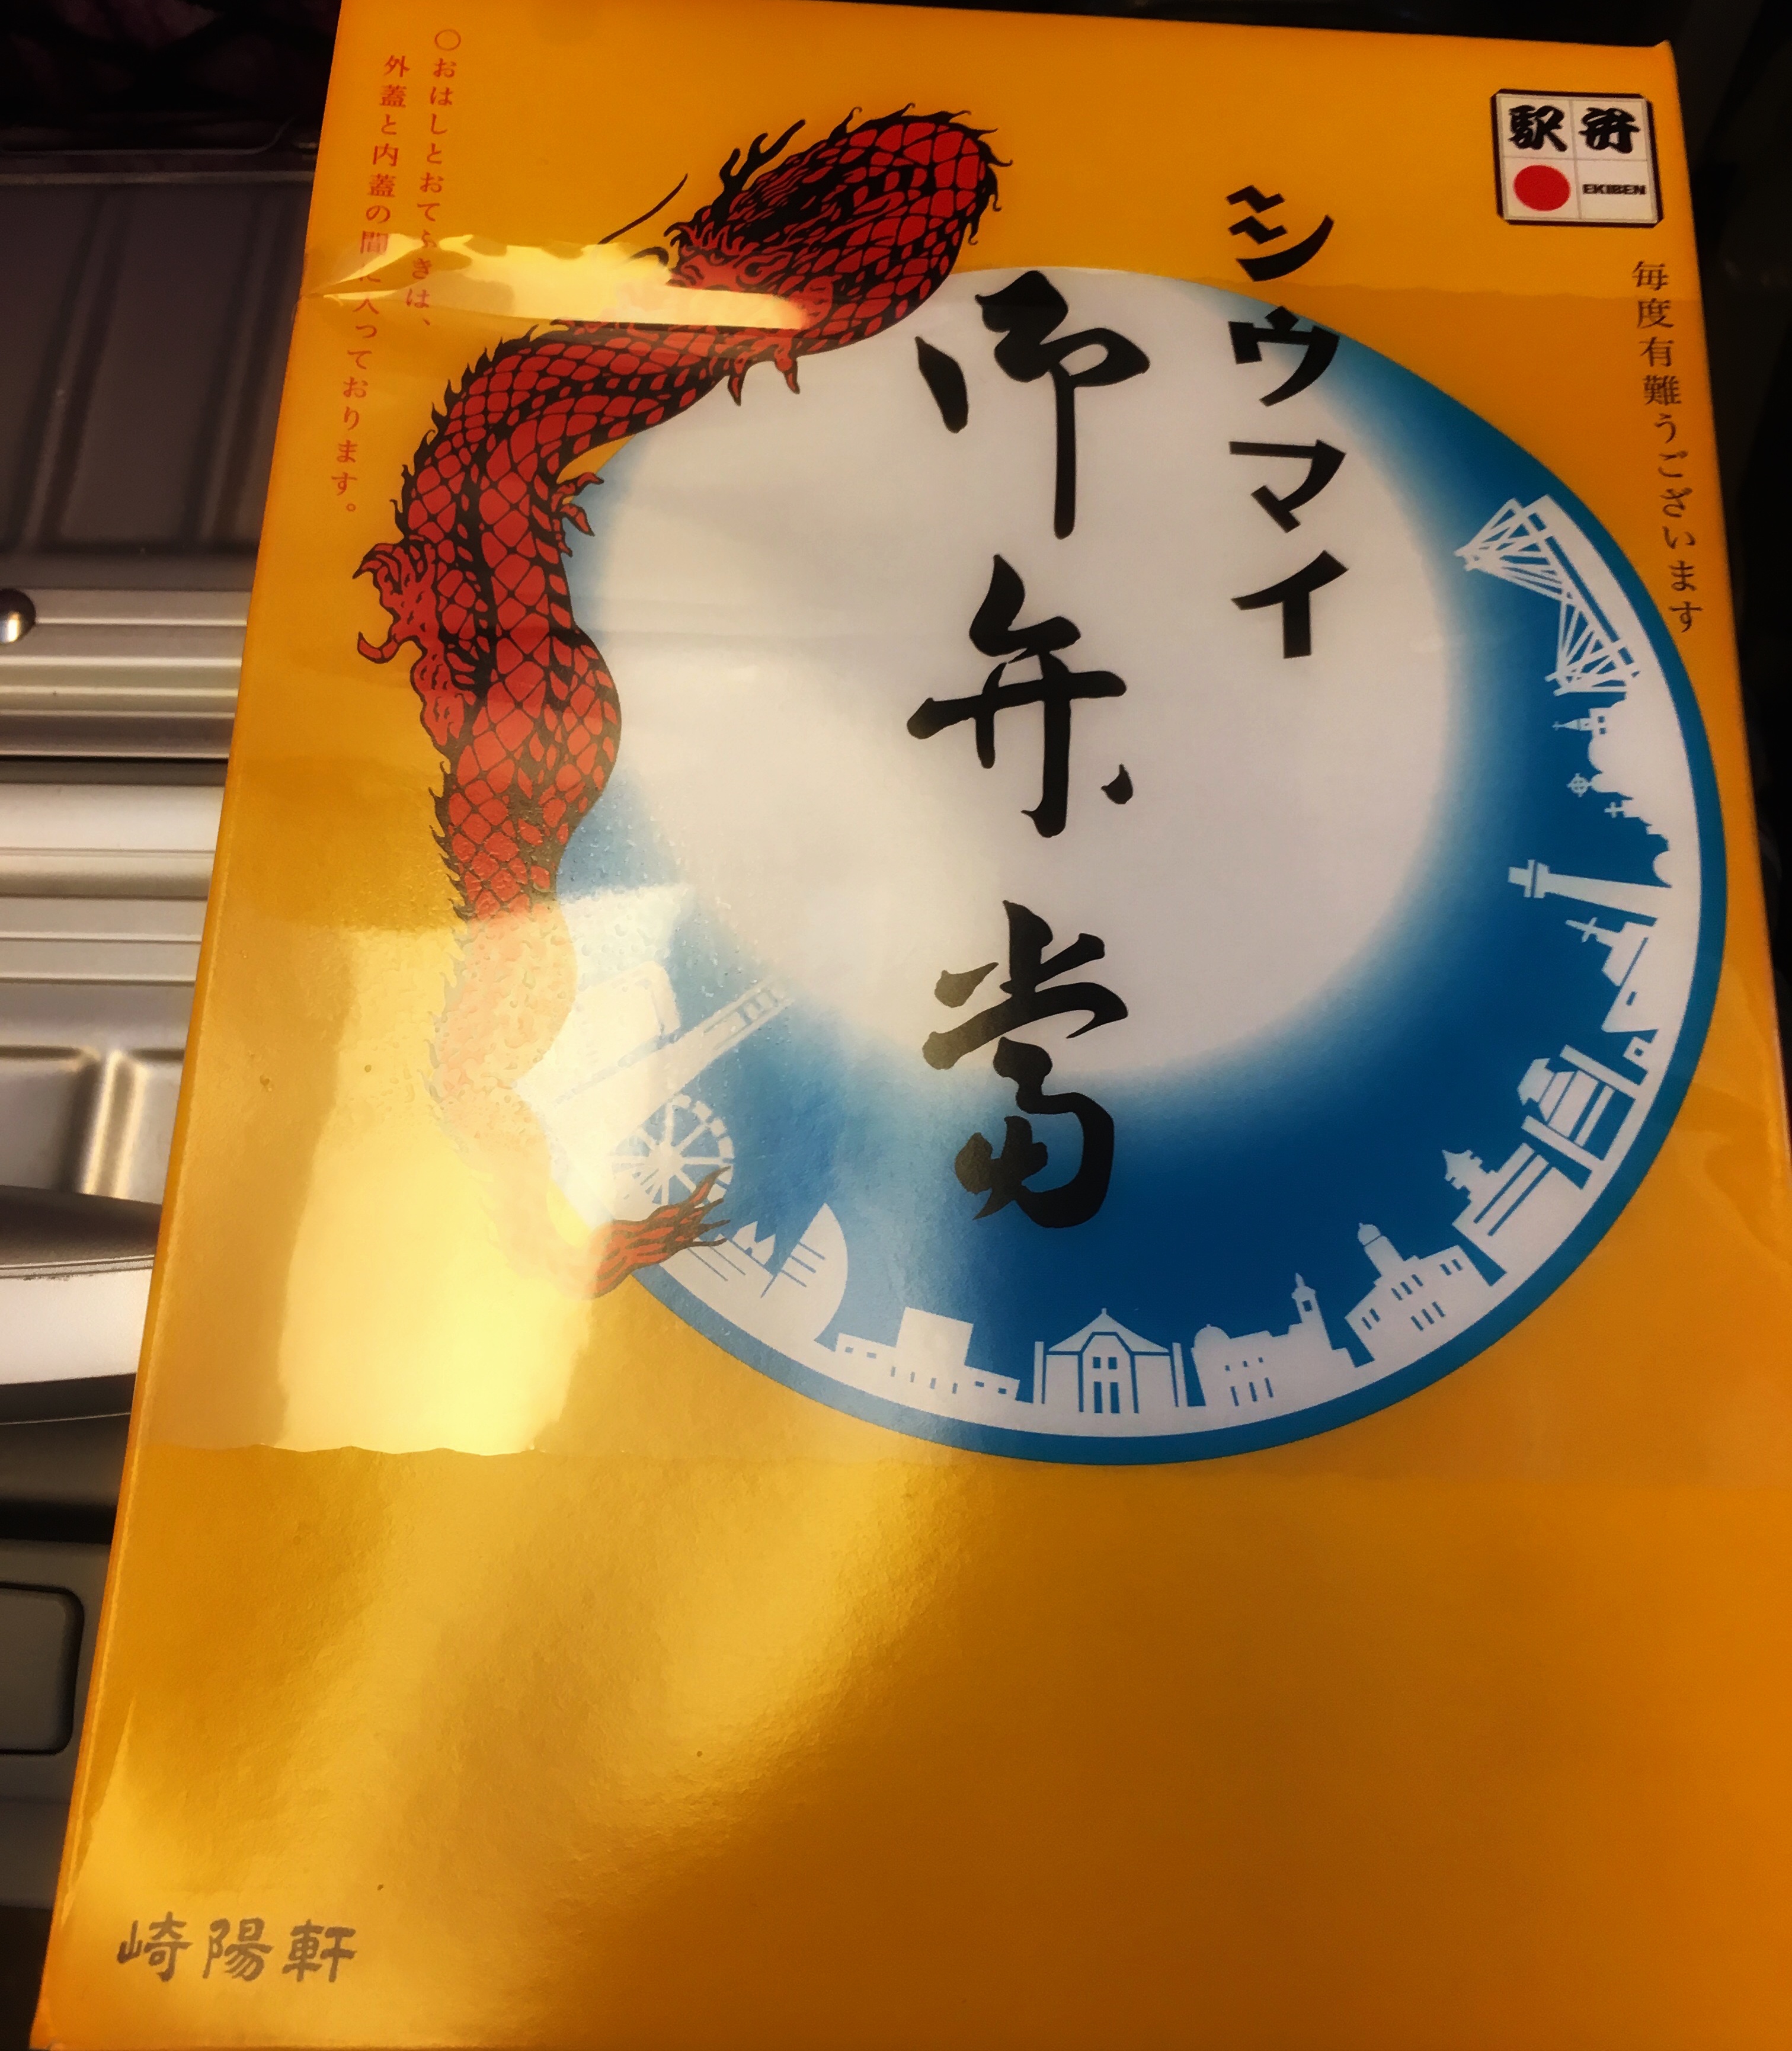 駅弁
EKIBEN
毎度有難うございます
シウマイ
御弁當
○おはしとおてふきは、
外蓋と内蓋の間に入っております。
崎陽軒